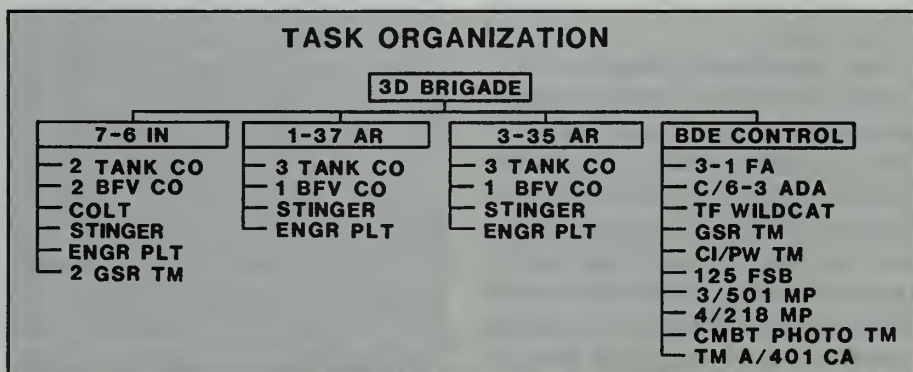 TASK ORGANIZATION
3D BRIGADE
7-6 IN
2 TANK CO
2 BFV CO
COLT
STINGER
ENGR PLT
2 GSR TM
1-37 AR
3 TANK CO
1 BFV CO
STINGER
ENGR PLT
3-35 AR
3 TANK CO
1 BFV CO
STINGER
ENGR PLT
BDE CONTROL
3-1 FA
C/6-3 ADA
TF WILDCAT
GSR TM
CI/PW TM
125 FSB
3/501 MP
4/218 MP
CMBT PHOTO TM
TM A/401 CA